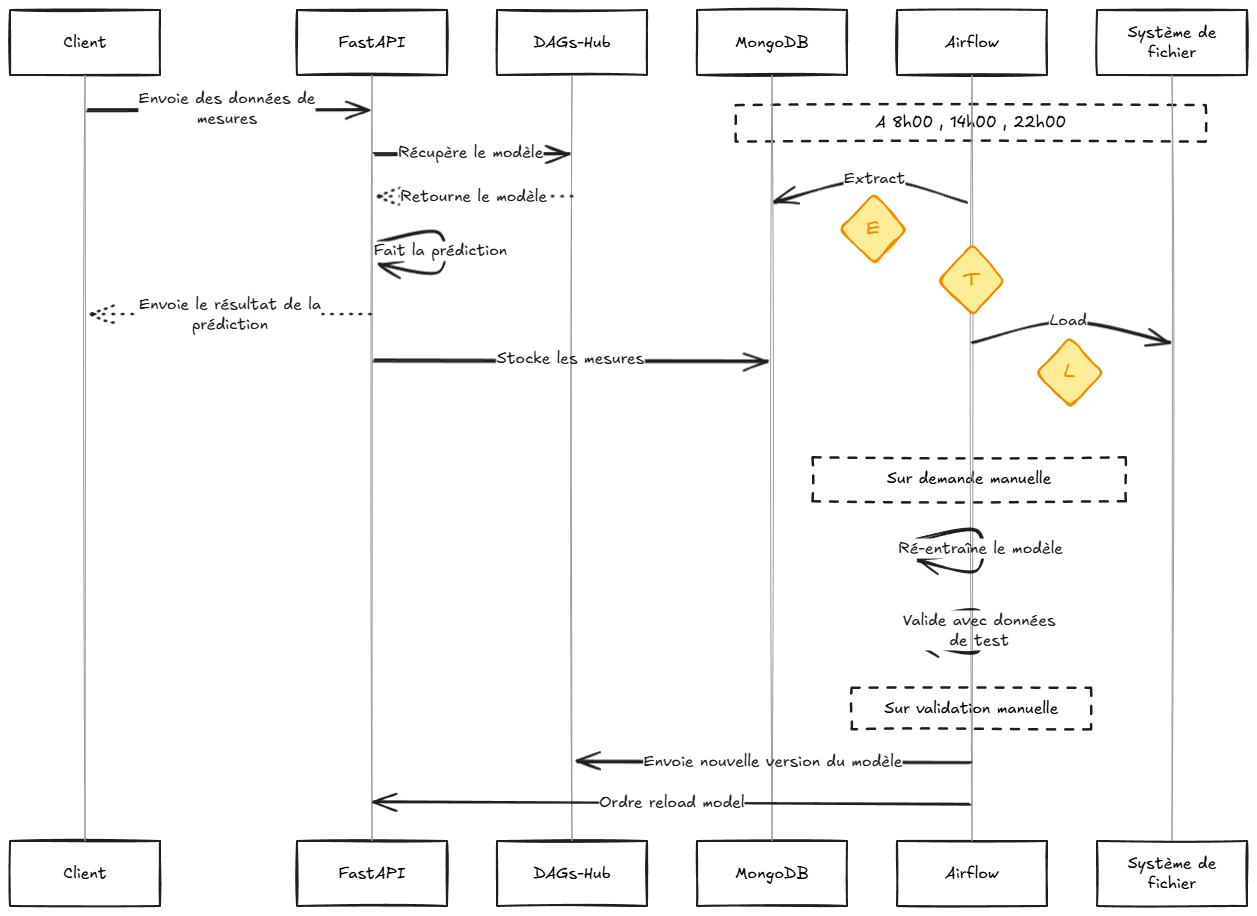 Client
FastAPI
DAGs-Hub
MongoDB
Airflow
Système de
fichier
Envoie des données de
mesures
A 8h00 , 14h00 , 22h00
Récupère le modèle
Extract
Retourne le modèle
E
Fait la prédiction
T
Envoie le résultat de la
prédiction
Load
Stocke les mesures
L
Sur demande manuelle
Ré-entraîne le modèle
Valide avec données
de test
Sur validation manuelle
Envoie nouvelle version du modèle
Ordre reload model
Client
FastAPI
DAGs-Hub
MongoDB
Airflow
Système de
fichier